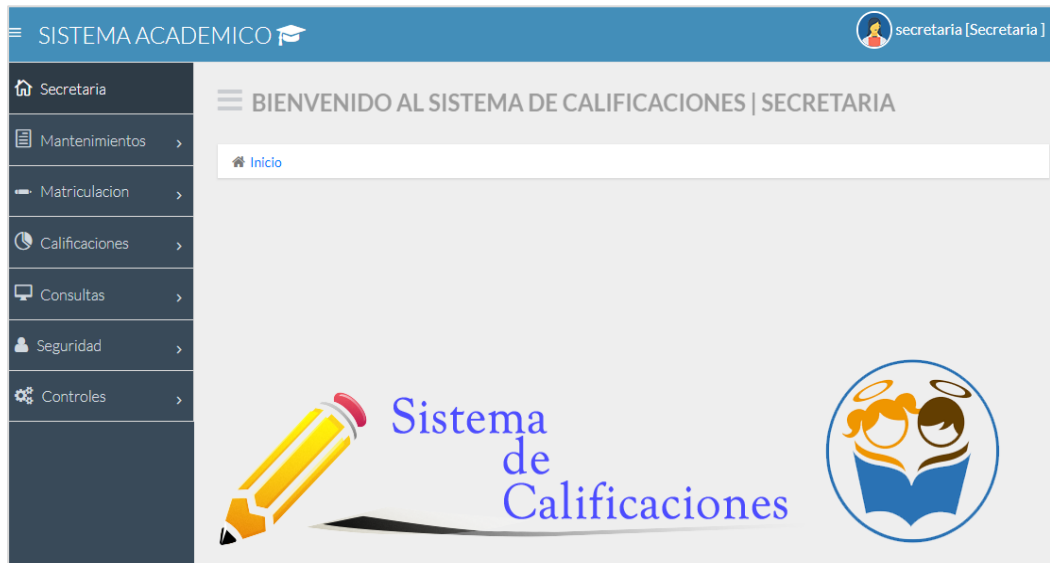 SISTEMA ACADEMICO
secretaria [Secretaria ]
Secretaria
Mantenimientos
Matriculacion
Calificaciones
Consultas
Seguridad
Controles
BIENVENIDO AL SISTEMA DE CALIFICACIONES | SECRETARIA
Inicio
Sistema
de
Calificaciones